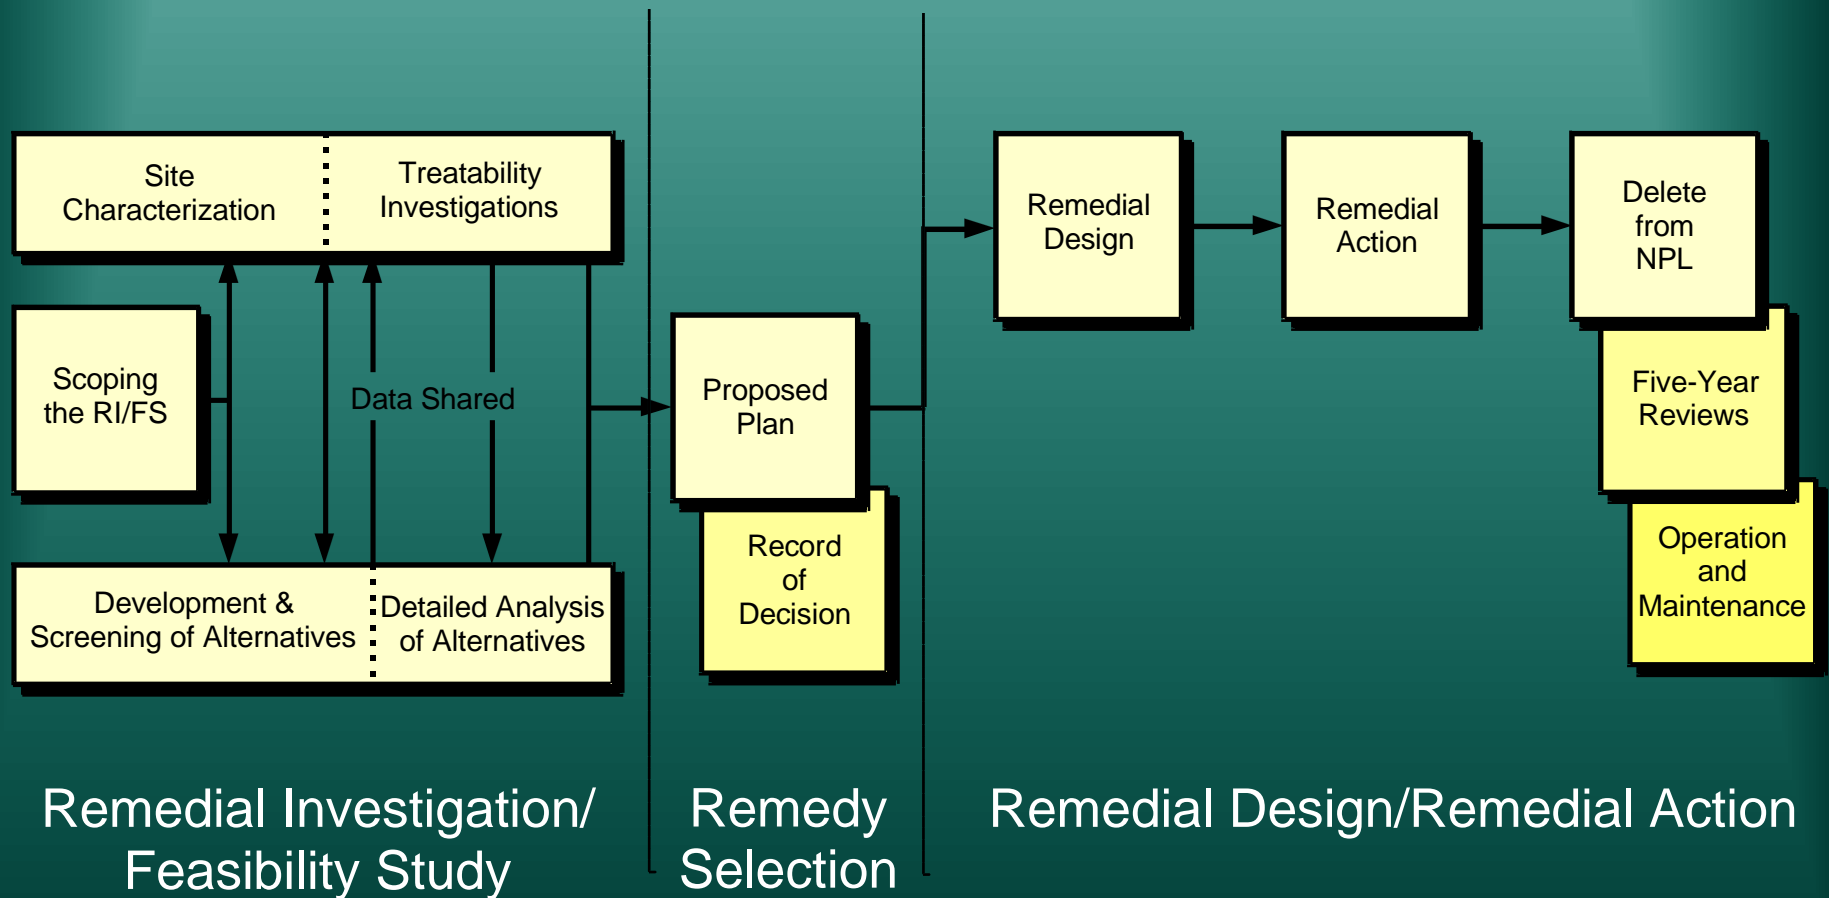 Site
Characterization
Treatability
Investigations
Scoping
the RI/FS
Data Shared
Development &
Screening of Alternatives
Detailed Analysis
of Alternatives
Proposed
Plan
Record
of
Decision
Remedial
Design
Remedial
Action
Delete
from
NPL
Five-Year
Reviews
Operation
and
Maintenance
Remedial Investigation/
Feasibility Study
Remedy
Selection
Remedial Design/Remedial Action